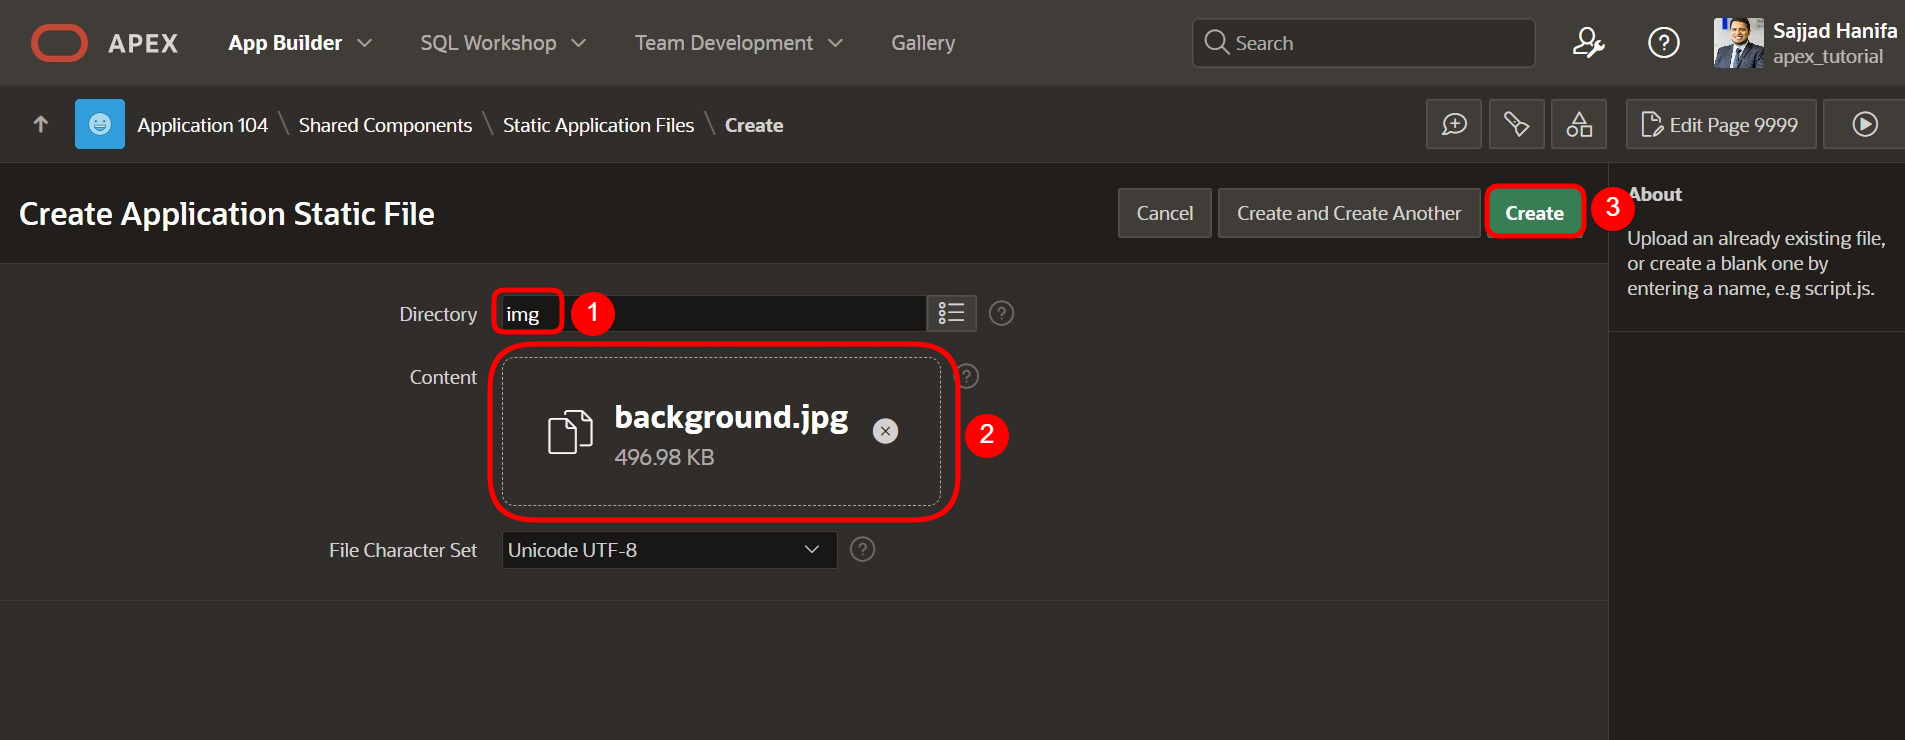 APEX App Builder SQL Workshop Team Development Gallery Search Sajjad Hanifa
apex_tutorial
Application 104 \ Shared Components \ Static Application Files \ Create Edit Page 9999
Create Application Static File Cancel Create and Create Another Create 3
About
Upload an already existing file,
or create a blank one by
entering a name, e.g script.js.
Directory img 1
Content
background.jpg
496.98 KB
2
File Character Set Unicode UTF-8